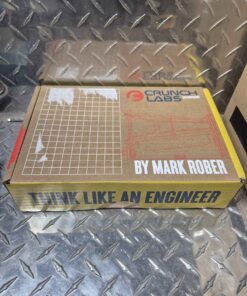 CRUNCH
LABS
BY MARK ROBER
THINK LIKE AN ENGINEER